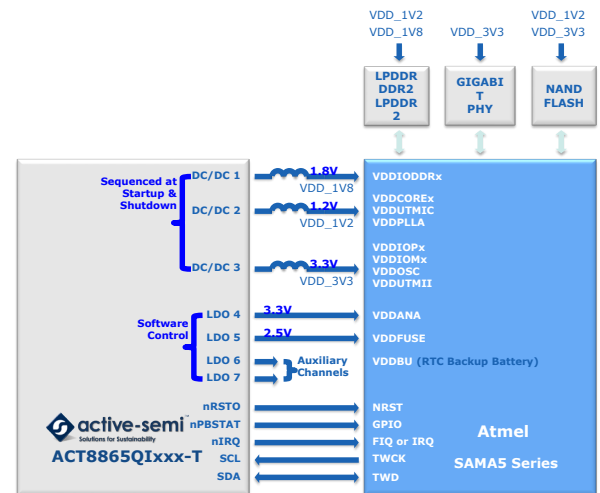 VDD_1V2
VDD_1V8
VDD_3V3
VDD_1V2
VDD_3V3
LPDDR
DDR2
LPDDR
2
GIGABI
T
PHY
NAND
FLASH
Sequenced at
Startup &
Shutdown
DC/DC 1
1.8V
VDD_1V8
VDDIODDRx
DC/DC 2
1.2V
VDD_1V2
VDDCOREx
VDDUTMIC
VDDPLLA
DC/DC 3
3.3V
VDD_3V3
VDDIOPx
VDDIOMx
VDDOSC
VDDUTMII
Software
Control
LDO 4
3.3V
VDDANA
LDO 5
2.5V
VDDFUSE
LDO 6
LDO 7
Auxiliary
Channels
VDDBU (RTC Backup Battery)
nRSTO
NRST
nPBSTAT
GPIO
nIRQ
FIQ or IRQ
SCL
TWCK
SDA
TWD
active-semi™
Solutions for Sustainability
ACT8865QIxxx-T
Atmel
SAMA5 Series